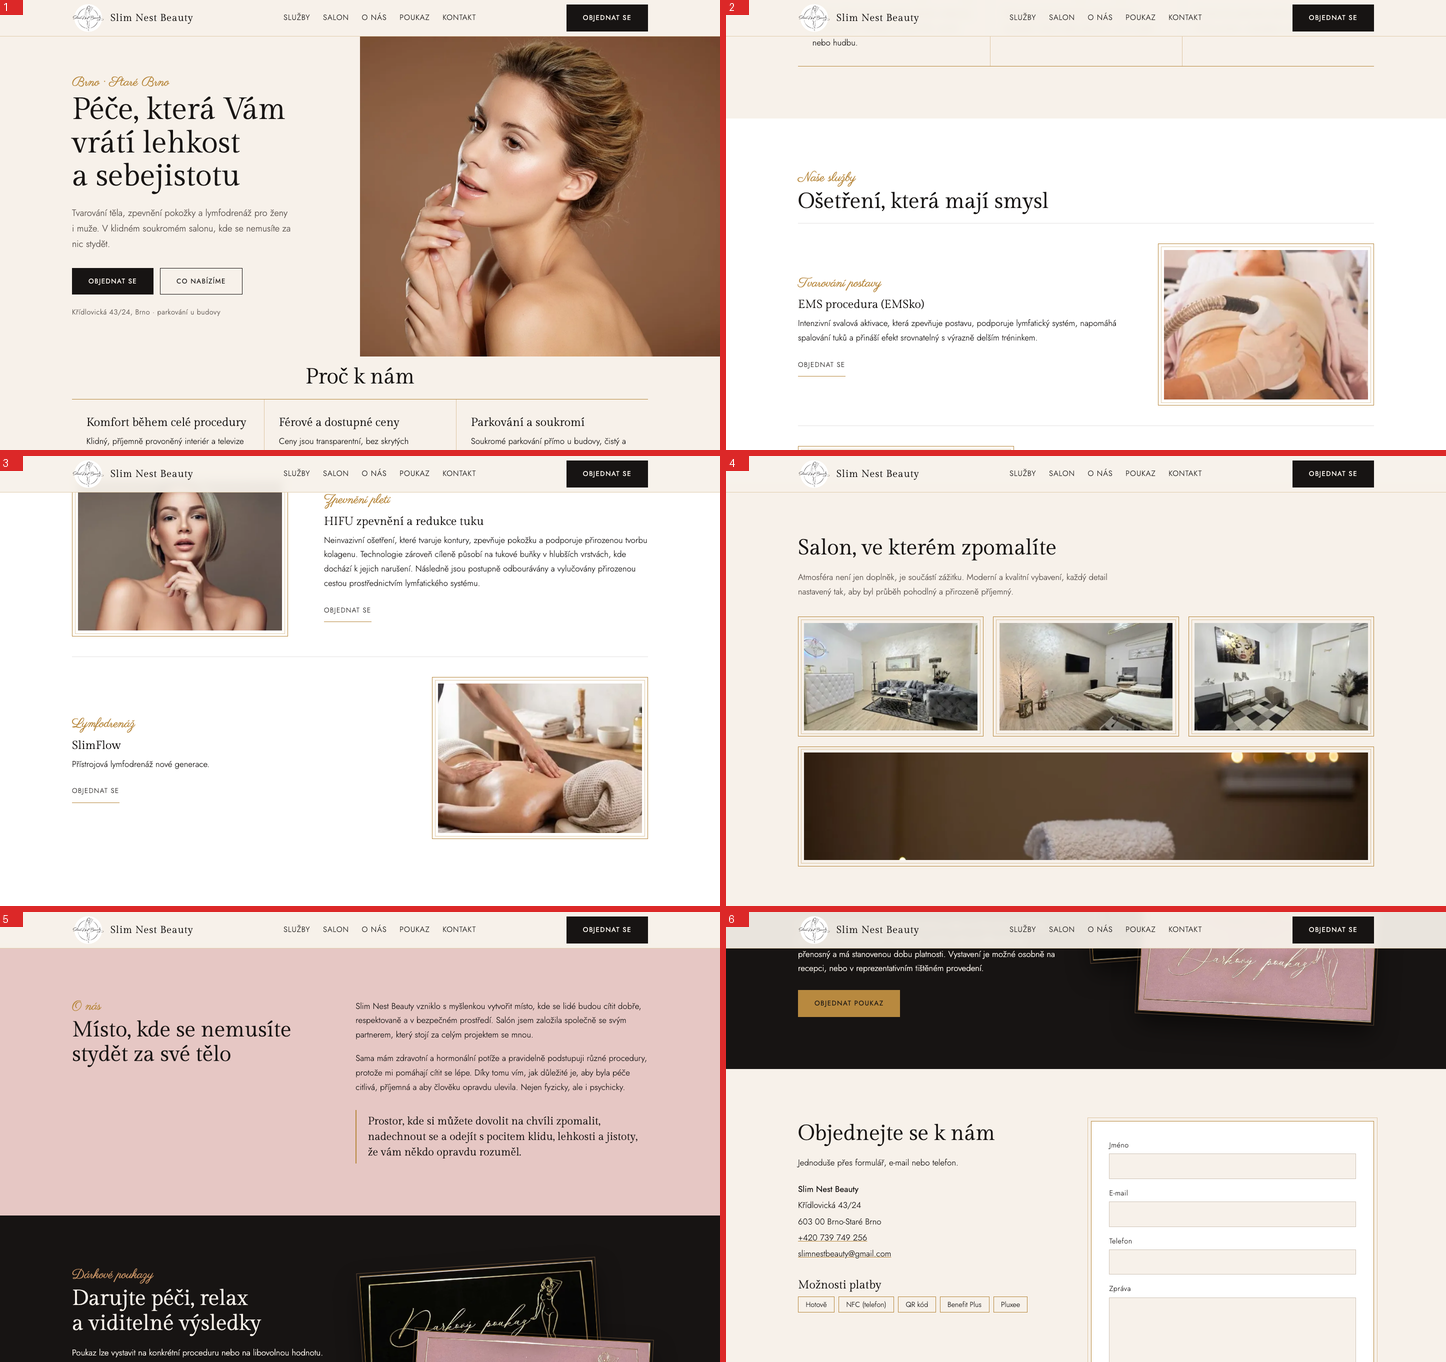 1
Slim Nest Beauty
SLUŽBY SALON O NÁS POUKAZ KONTAKT
OBJEDNAT SE
Brno · Staré Brno
Péče, která Vám
vrátí lehkost
a sebejistotu
Tvarování těla, zpevnění pokožky a lymfodrenáž pro ženy
i muže. V klidném soukromém salonu, kde se nemusíte za
nic stydět.
OBJEDNAT SE
CO NABÍZÍME
Křídlovická 43/24, Brno · parkování u budovy
Proč k nám
Komfort během celé procedury
Klidný, příjemně provoněný interiér a televize
Férové a dostupné ceny
Ceny jsou transparentní, bez skrytých
Parkování a soukromí
Soukromé parkování přímo u budovy, čistý a
2
Slim Nest Beauty
SLUŽBY SALON O NÁS POUKAZ KONTAKT
OBJEDNAT SE
nebo hudbu.
Naše služby
Ošetření, která mají smysl
Tvarování postavy
EMS procedura (EMSko)
Intenzivní svalová aktivace, která zpevňuje postavu, podporuje lymfatický systém, napomáhá
spalování tuků a přináší efekt srovnatelný s výrazně delším tréninkem.
OBJEDNAT SE
3
Slim Nest Beauty
SLUŽBY SALON O NÁS POUKAZ KONTAKT
OBJEDNAT SE
Zpevnění pleti
HIFU zpevnění a redukce tuku
Neinvazivní ošetření, které tvaruje kontury, zpevňuje pokožku a podporuje přirozenou tvorbu
kolagenu. Technologie zároveň cíleně působí na tukové buňky v hlubších vrstvách, kde
dochází k jejich narušení. Následně jsou postupně odbourávány a vylučovány přirozenou
cestou prostřednictvím lymfatického systému.
OBJEDNAT SE
Lymfodrenáž
SlimFlow
Přístrojová lymfodrenáž nové generace.
OBJEDNAT SE
4
Slim Nest Beauty
SLUŽBY SALON O NÁS POUKAZ KONTAKT
OBJEDNAT SE
Salon, ve kterém zpomalíte
Atmosféra není jen doplněk, je součástí zážitku. Moderní a kvalitní vybavení, každý detail
nastavený tak, aby byl průběh pohodlný a přirozeně příjemný.
5
Slim Nest Beauty
SLUŽBY SALON O NÁS POUKAZ KONTAKT
OBJEDNAT SE
O nás
Místo, kde se nemusíte
stydět za své tělo
Slim Nest Beauty vzniklo s myšlenkou vytvořit místo, kde se lidé budou cítit dobře,
respektovaně a v bezpečném prostředí. Salón jsem založila společně se svým
partnerem, který stojí za celým projektem se mnou.
Sama mám zdravotní a hormonální potíže a pravidelně podstupuji různé procedury,
protože mi pomáhají cítit se lépe. Díky tomu vím, jak důležité je, aby byla péče
citlivá, příjemná a aby člověku opravdu ulevila. Nejen fyzicky, ale i psychicky.
Prostor, kde si můžete dovolit na chvíli zpomalit,
nadechnout se a odejít s pocitem klidu, lehkosti a jistoty,
že vám někdo opravdu rozuměl.
Dárkové poukazy
Darujte péči, relax
a viditelné výsledky
Poukaz lze vystavit na konkrétní proceduru nebo na libovolnou hodnotu.
Darkový poukaz
6
Slim Nest Beauty
SLUŽBY SALON O NÁS POUKAZ KONTAKT
OBJEDNAT SE
přenosný a má stanovenou dobu platnosti. Vystavení je možné osobně na
recepci, nebo v reprezentativním tištěném provedení.
OBJEDNAT POUKAZ
Darkový poukaz
Objednejte se k nám
Jednoduše přes formulář, e-mail nebo telefon.
Slim Nest Beauty
Křídlovická 43/24
603 00 Brno-Staré Brno
+420 739 749 256
slimnestbeauty@gmail.com
Možnosti platby
Hotově
NFC (telefon)
QR kód
Benefit Plus
Pluxee
Jméno
E-mail
Telefon
Zpráva